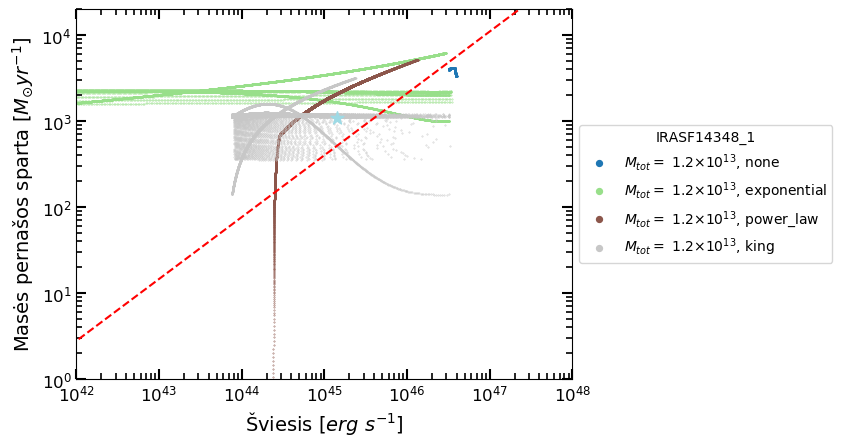 10^4
10^3
10^2
10^1
10^0
Masės pernašos sparta [M_⊙yr^−1]
10^42 10^43 10^44 10^45 10^46 10^47 10^48
Šviesis [erg s^−1]
IRASF14348_1
M_tot = 1.2×10^13, none
M_tot = 1.2×10^13, exponential
M_tot = 1.2×10^13, power_law
M_tot = 1.2×10^13, king